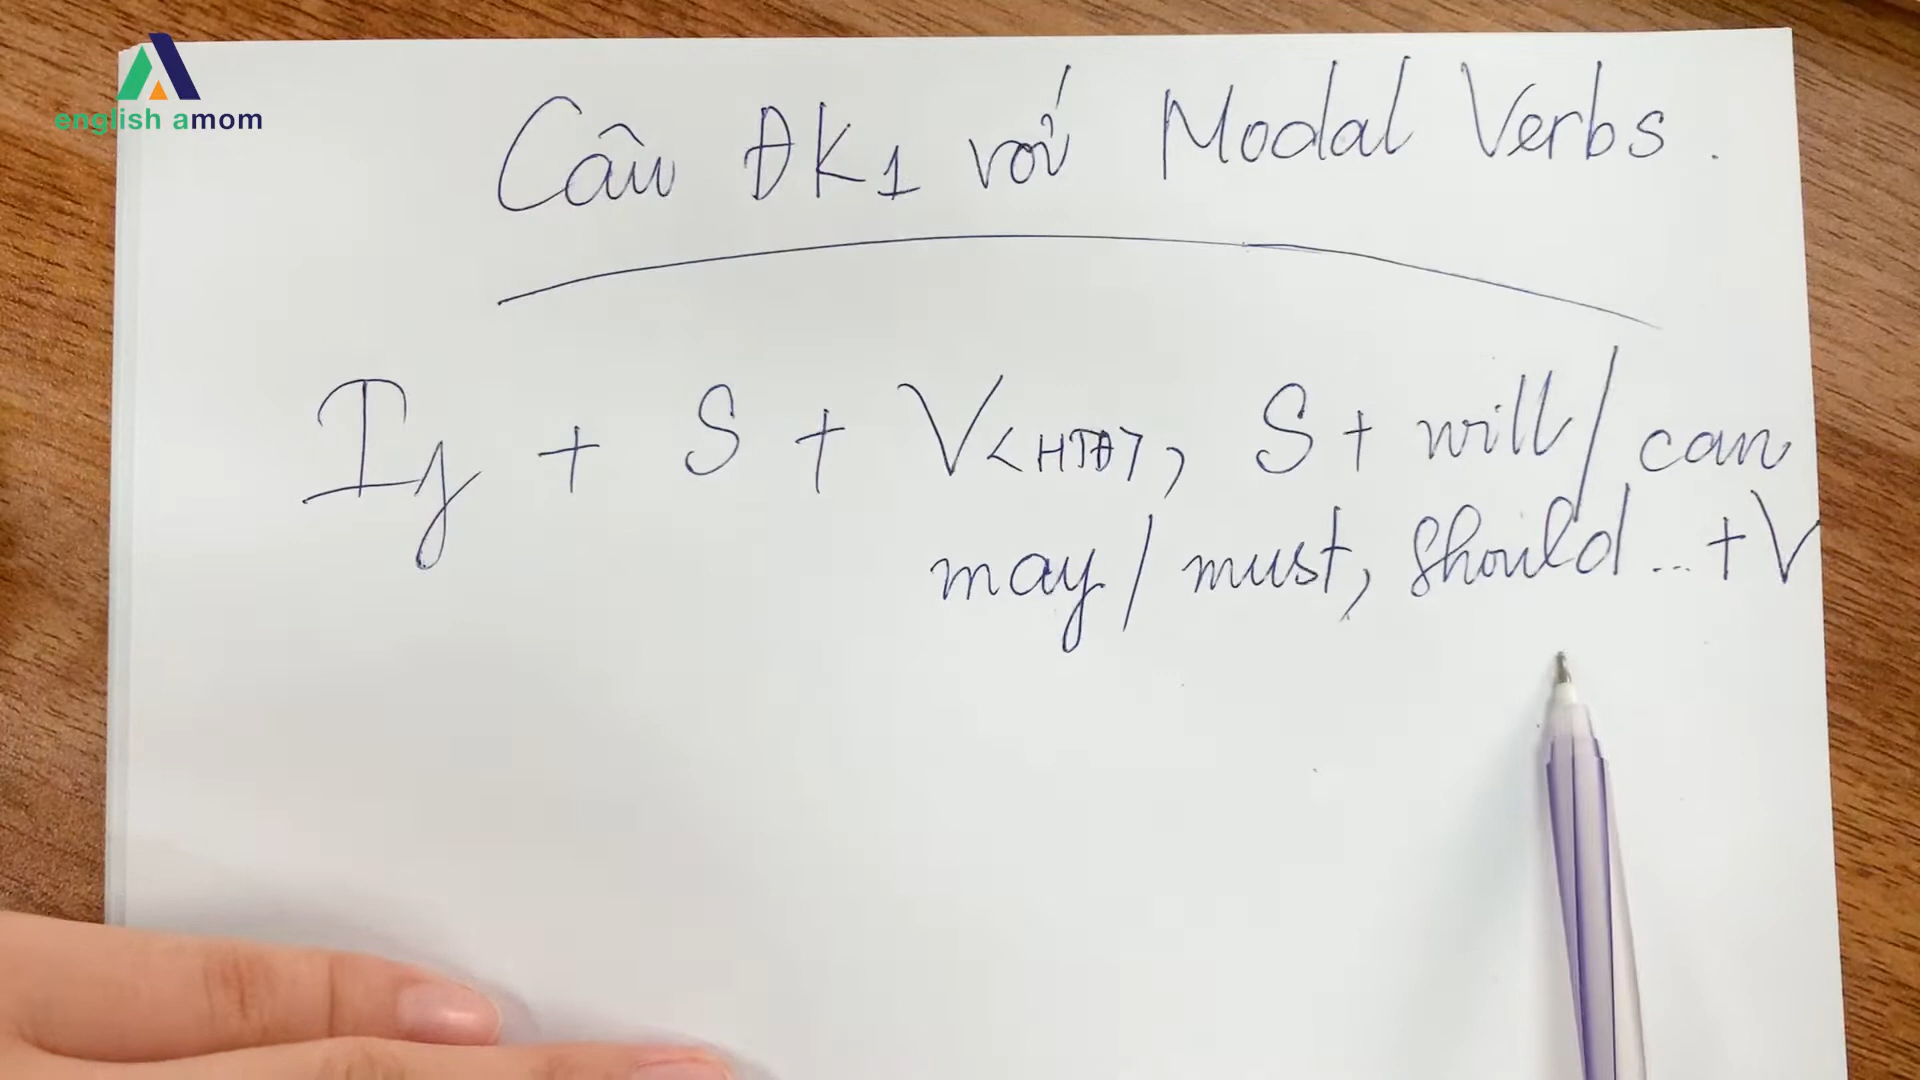 english amom
Câu ĐK1 với Modal Verbs.
If + S + V<HTĐ>, S + will / can
may / must, should ... + V